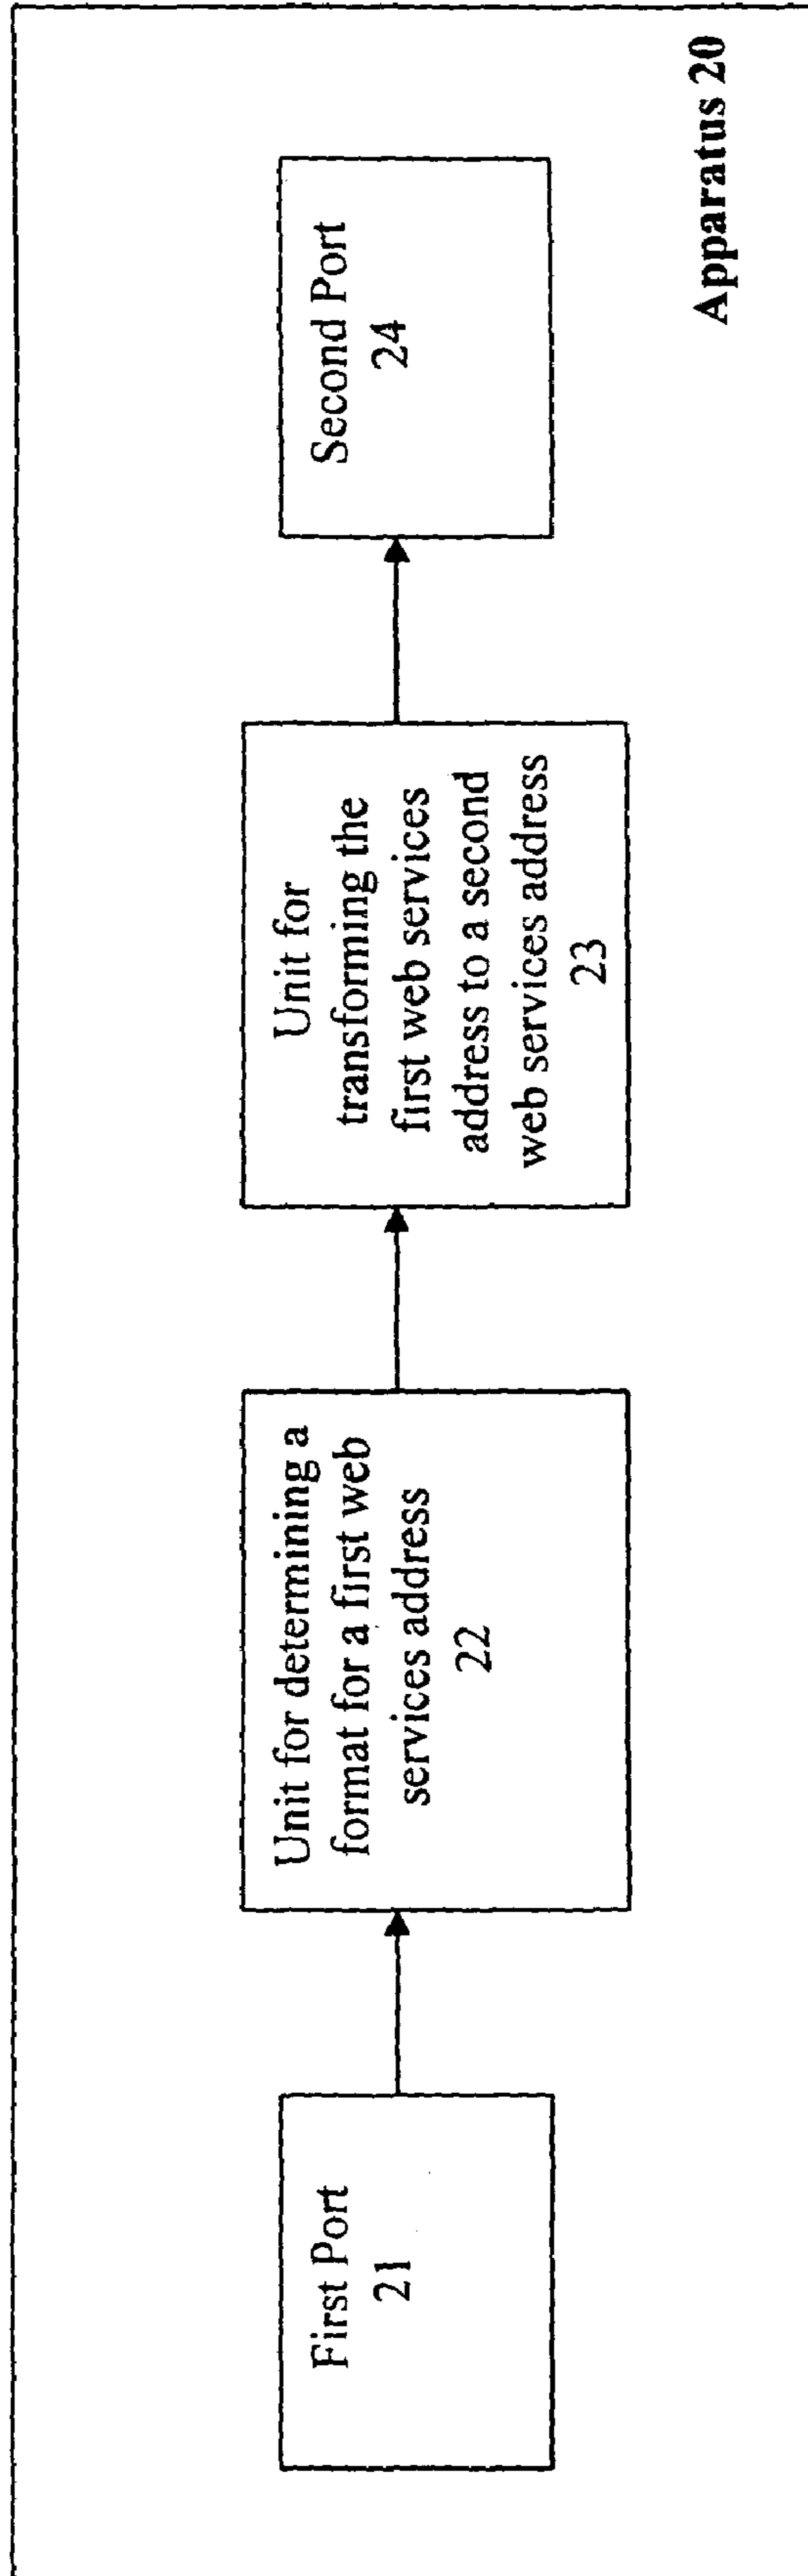 First Port
21
Unit for determining a
format for a first web
services address
22
Unit for
transforming the
first web services
address to a second
web services address
23
Second Port
24
Apparatus 20